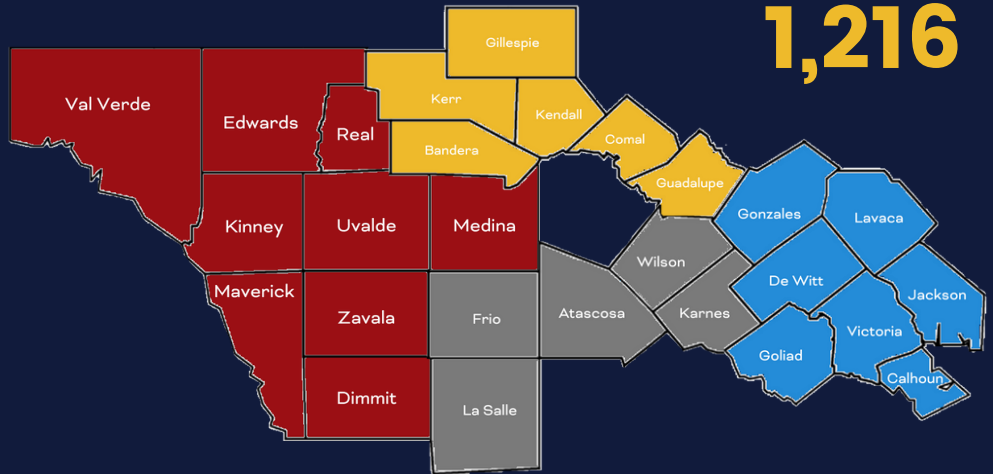 1,216
Gillespie
Val Verde
Kerr
Kendall
Edwards
Real
Comal
Bandera
Guadalupe
Gonzales
Lavaca
Kinney
Uvalde
Medina
Wilson
De Witt
Maverick
Jackson
Zavala
Frio
Atascosa
Karnes
Victoria
Goliad
Calhoun
Dimmit
La Salle